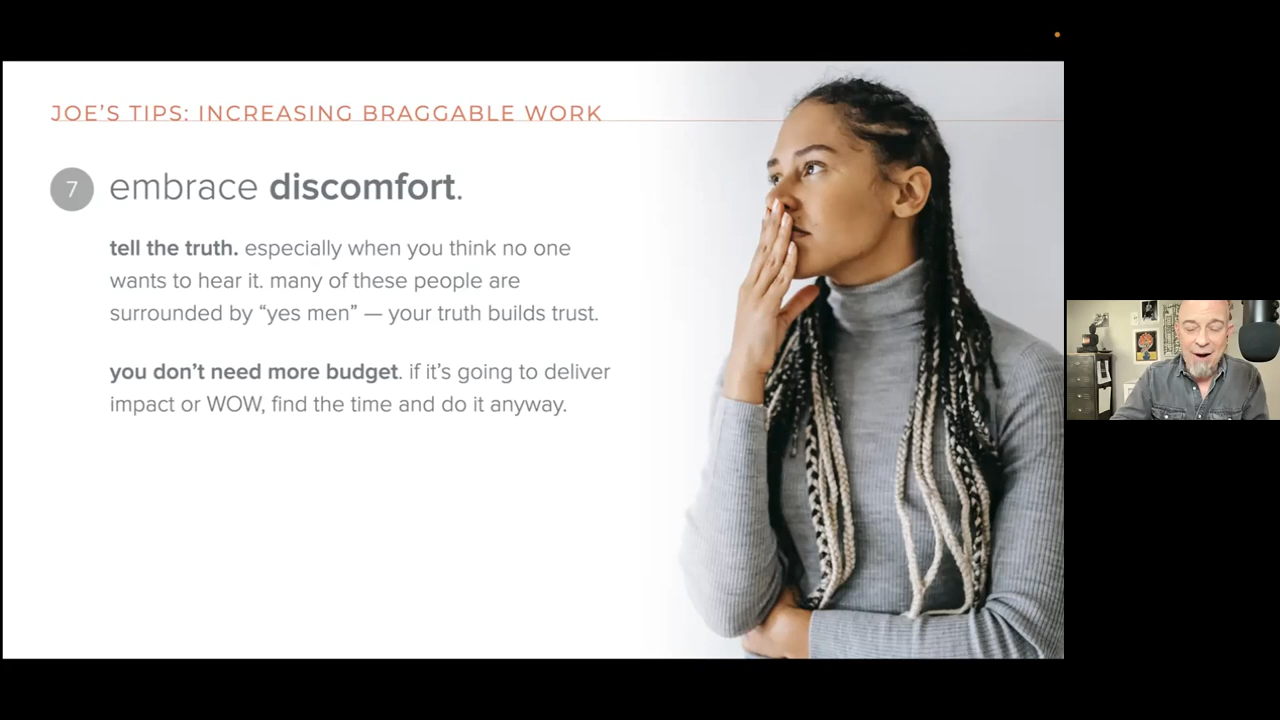 JOE’S TIPS: INCREASING BRAGGABLE WORK
7 embrace discomfort.
tell the truth. especially when you think no one
wants to hear it. many of these people are
surrounded by “yes men” — your truth builds trust.
you don’t need more budget. if it’s going to deliver
impact or WOW, find the time and do it anyway.